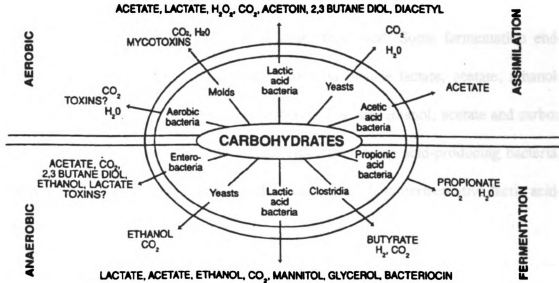 ACETATE, LACTATE, H₂O₂, CO₂, ACETOIN, 2,3 BUTANE DIOL, DIACETYL
AEROBIC
ASSIMILATION
CO₂, H₂O
MYCOTOXINS
CO₂
H₂O
CO₂
TOXINS?
H₂O
ACETATE
Molds
Lactic
acid
bacteria
Yeasts
Aerobic
bacteria
Acetic
acid
bacteria
CARBOHYDRATES
Entero-
bacteria
Yeasts
Lactic
acid
bacteria
Clostridia
Propionic
acid
bacteria
ACETATE, CO₂,
2,3 BUTANE DIOL,
ETHANOL, LACTATE
TOXINS?
PROPIONATE
CO₂ H₂O
ETHANOL
CO₂
BUTYRATE
H₂, CO₂
ANAEROBIC
FERMENTATION
LACTATE, ACETATE, ETHANOL, CO₂, MANNITOL, GLYCEROL, BACTERIOCIN